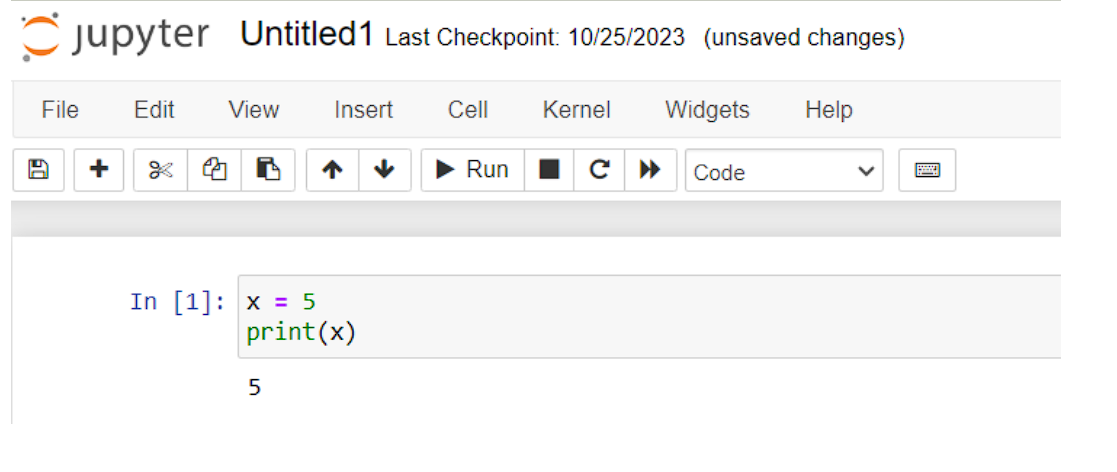 jupyter Untitled1 Last Checkpoint: 10/25/2023 (unsaved changes)
File Edit View Insert Cell Kernel Widgets Help
Run Code
In [1]: x = 5
print(x)
5